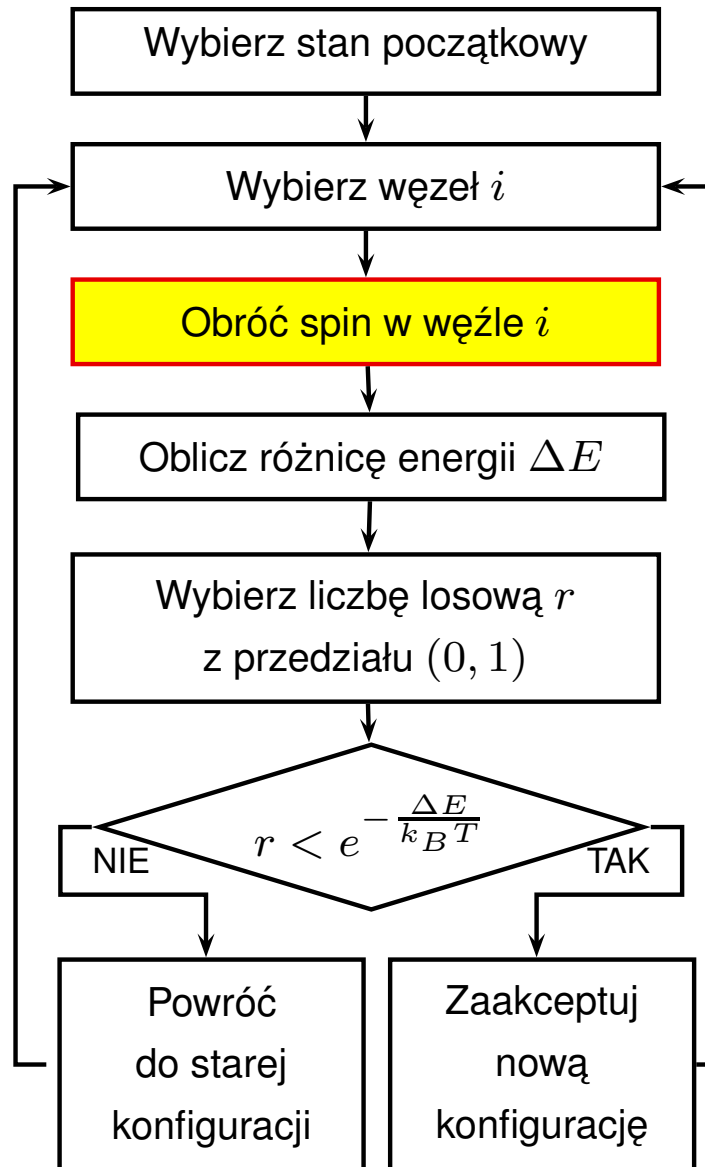 Wybierz stan początkowy
Wybierz węzeł i
Obróć spin w węźle i
Oblicz różnicę energii ΔE
Wybierz liczbę losową r
z przedziału (0, 1)
r < e^{-\frac{ΔE}{k_B T}}
NIE
TAK
Powróć
do starej
konfiguracji
Zaakceptuj
nową
konfigurację